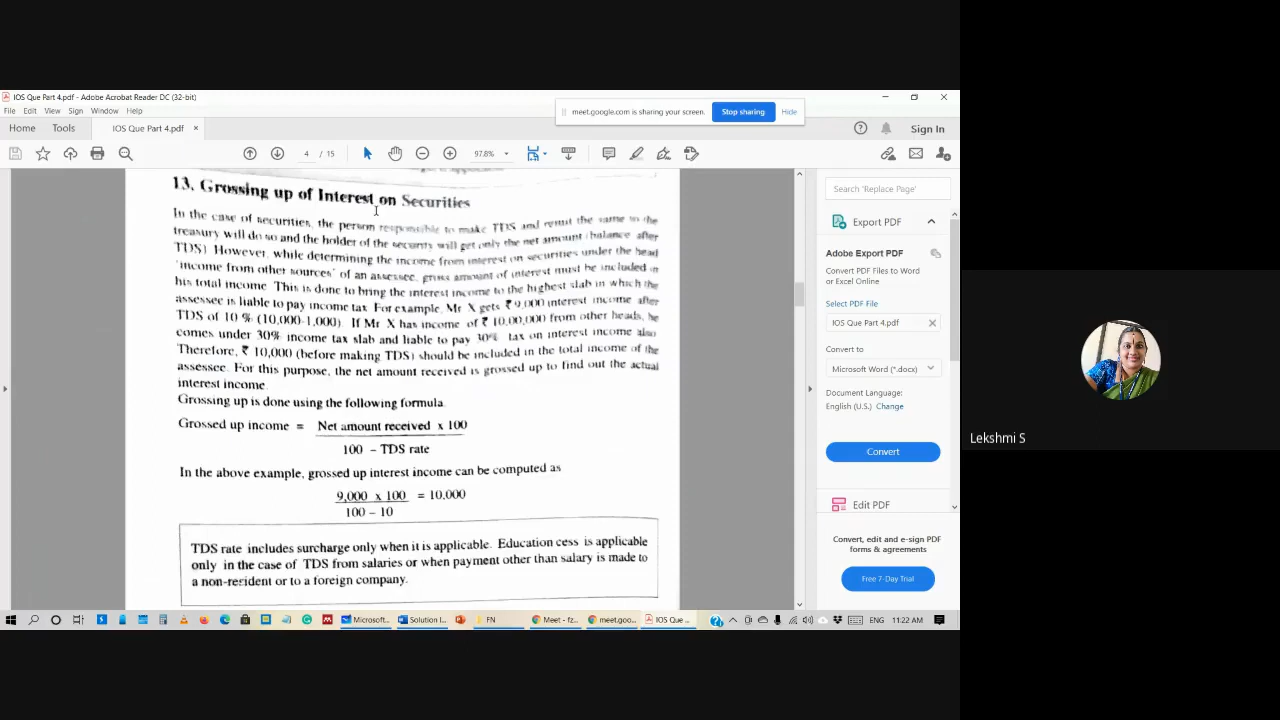 IOS Que Part 4.pdf - Adobe Acrobat Reader DC (32-bit)
File Edit View Sign Window Help
meet.google.com is sharing your screen. Stop sharing Hide
Home Tools IOS Que Part 4.pdf × Sign In
4 / 15 97.8%
13. Grossing up of Interest on Securities
In the case of securities, the person responsible to make TDS and remit the same to the
treasury will do so and the holder of the security will get only the net amount (balance after
TDS) However, while determining the income from interest on securities under the head
'income from other sources' of an assessee, gross amount of interest must be included in
his total income. This is done to bring the interest income to the highest slab in which the
assessee is liable to pay income tax. For example, Mr X gets ₹ 9,000 interest income after
TDS of 10 % (10,000-1,000). If Mr X has income of ₹ 10,00,000 from other heads, he
comes under 30% income tax slab and liable to pay 30% tax on interest income also
Therefore, ₹ 10,000 (before making TDS) should be included in the total income of the
assessee. For this purpose, the net amount received is grossed up to find out the actual
interest income.
Grossing up is done using the following formula.
Grossed up income = Net amount received x 100
100 – TDS rate
In the above example, grossed up interest income can be computed as
9,000 x 100 = 10,000
100 – 10
TDS rate includes surcharge only when it is applicable. Education cess is applicable
only in the case of TDS from salaries or when payment other than salary is made to
a non-resident or to a foreign company.
Search 'Replace Page'
Export PDF
Adobe Export PDF
Convert PDF Files to Word
or Excel Online
Select PDF File
IOS Que Part 4.pdf
Convert to
Microsoft Word (*.docx)
Document Language:
English (U.S.) Change
Convert
Edit PDF
Convert, edit and e-sign PDF
forms & agreements
Free 7-Day Trial
Lekshmi S
Microsoft... Solution I... FN Meet - fz... meet.goo... IOS Que ... ENG 11:22 AM